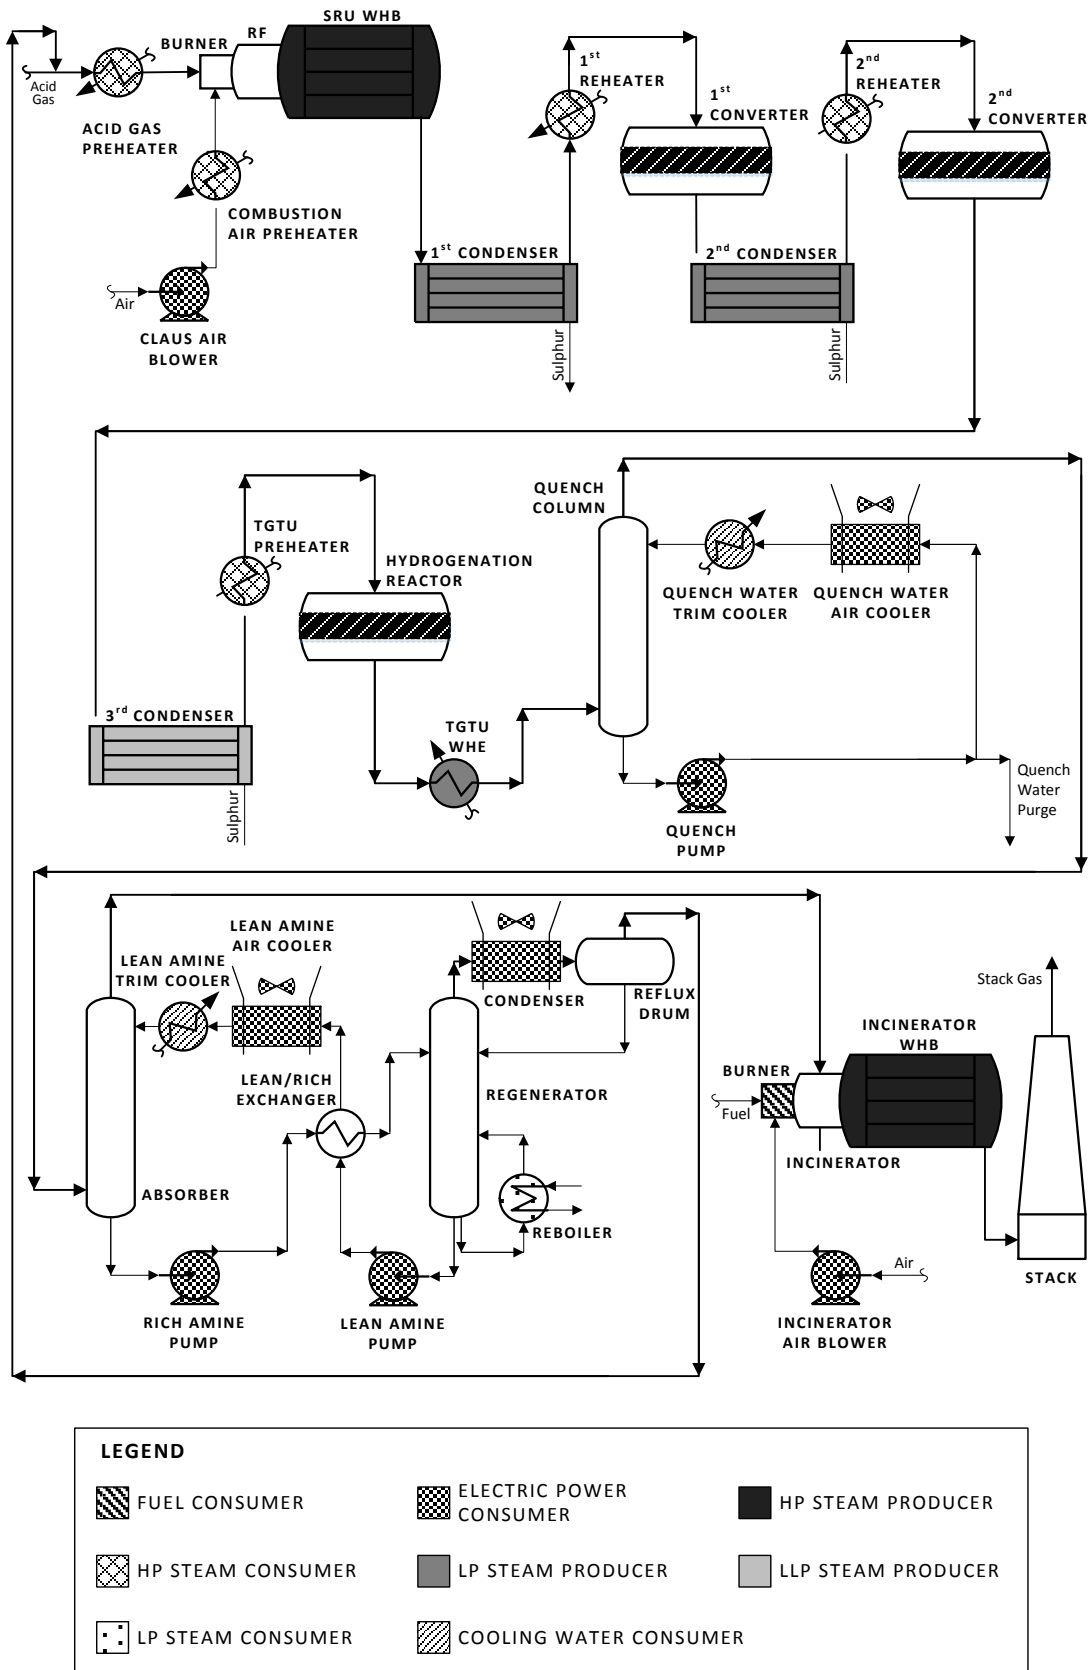 SRU WHB
RF
BURNER
Acid
Gas
ACID GAS
PREHEATER
COMBUSTION
AIR PREHEATER
Air
CLAUS AIR
BLOWER
1st CONDENSER
Sulphur
1st
REHEATER
1st
CONVERTER
2nd CONDENSER
Sulphur
2nd
REHEATER
2nd
CONVERTER
TGTU
PREHEATER
HYDROGENATION
REACTOR
3rd CONDENSER
Sulphur
TGTU
WHE
QUENCH
COLUMN
QUENCH WATER
TRIM COOLER
QUENCH WATER
AIR COOLER
QUENCH
PUMP
Quench
Water
Purge
LEAN AMINE
AIR COOLER
LEAN AMINE
TRIM COOLER
CONDENSER
REFLUX
DRUM
LEAN/RICH
EXCHANGER
REGENERATOR
ABSORBER
REBOILER
RICH AMINE
PUMP
LEAN AMINE
PUMP
Stack Gas
INCINERATOR
WHB
BURNER
Fuel
INCINERATOR
Air
INCINERATOR
AIR BLOWER
STACK
LEGEND
FUEL CONSUMER
ELECTRIC POWER
CONSUMER
HP STEAM PRODUCER
HP STEAM CONSUMER
LP STEAM PRODUCER
LLP STEAM PRODUCER
LP STEAM CONSUMER
COOLING WATER CONSUMER